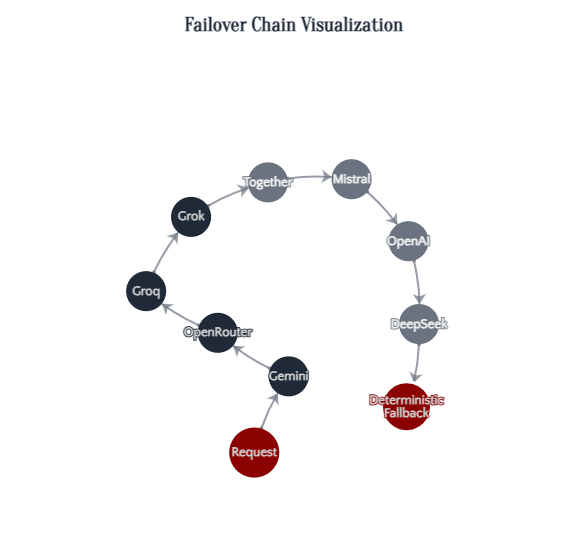 Failover Chain Visualization
Together
Mistral
Grok
OpenAI
Groq
DeepSeek
OpenRouter
Gemini
Deterministic
Fallback
Request